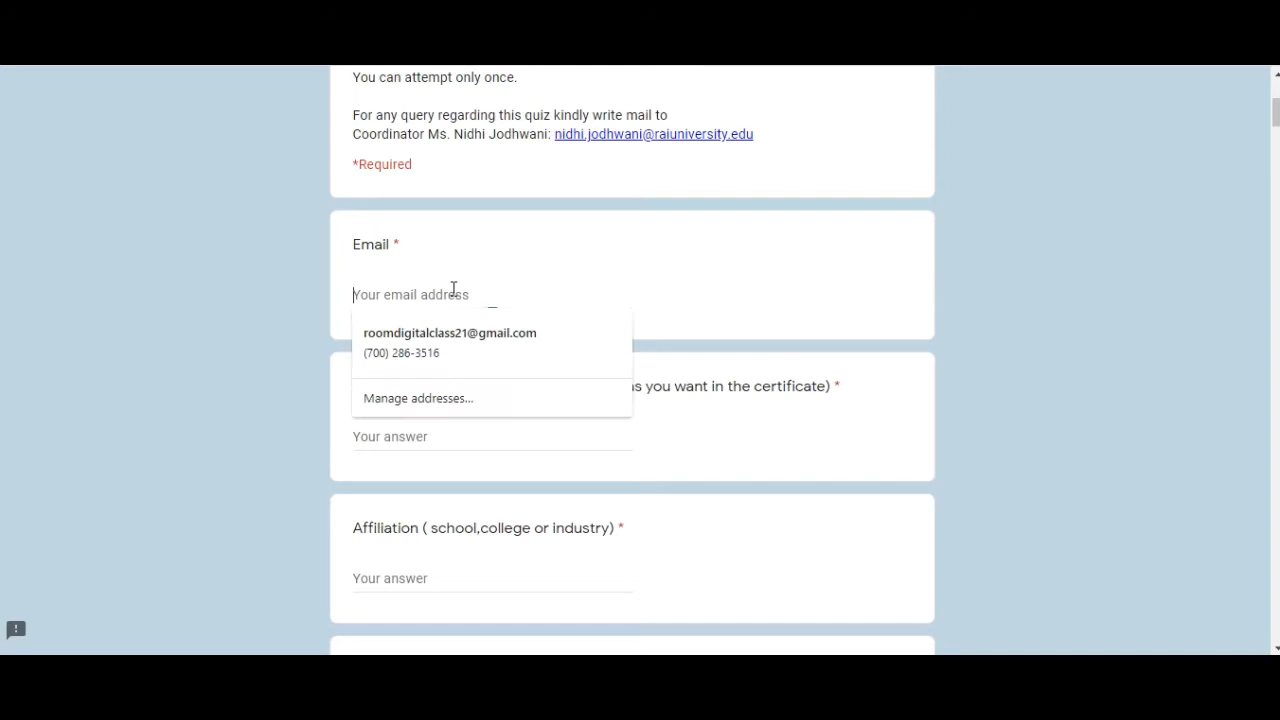 You can attempt only once.
For any query regarding this quiz kindly write mail to
Coordinator Ms. Nidhi Jodhwani: nidhi.jodhwani@raiuniversity.edu
*Required
Email *
Your email address
roomdigitalclass21@gmail.com
(700) 286-3516
Manage addresses...
you want in the certificate) *
Your answer
Affiliation ( school,college or industry) *
Your answer